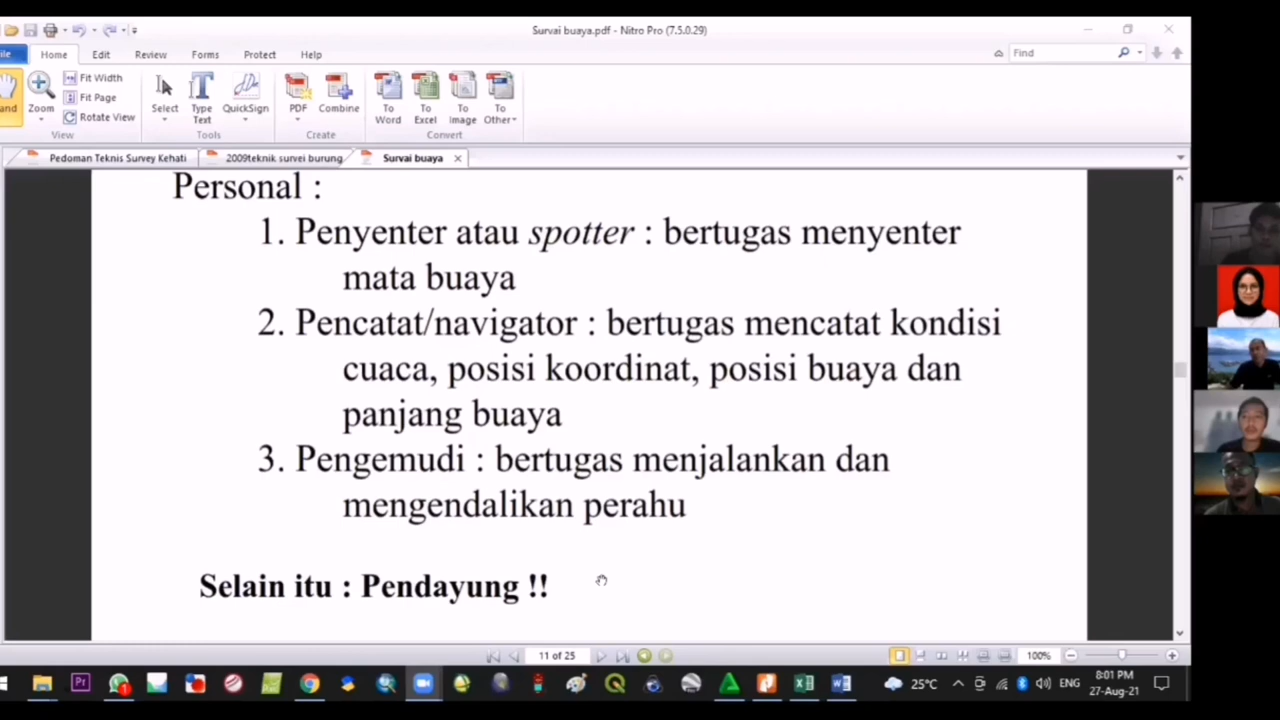 Survai buaya.pdf - Nitro Pro (7.5.0.29)
File Home Edit Review Forms Protect Help
Find
Hand
Zoom
Fit Width
Fit Page
Rotate View
View
Select
Type Text
QuickSign
Tools
PDF
Combine
Create
To Word
To Excel
To Image
To Other
Convert
Pedoman Teknis Survey Kehati
2009teknik survei burung
Survai buaya
Personal :
1. Penyenter atau spotter : bertugas menyenter
mata buaya
2. Pencatat/navigator : bertugas mencatat kondisi
cuaca, posisi koordinat, posisi buaya dan
panjang buaya
3. Pengemudi : bertugas menjalankan dan
mengendalikan perahu
Selain itu : Pendayung !!
11 of 25
100%
25°C
ENG
8:01 PM
27-Aug-21